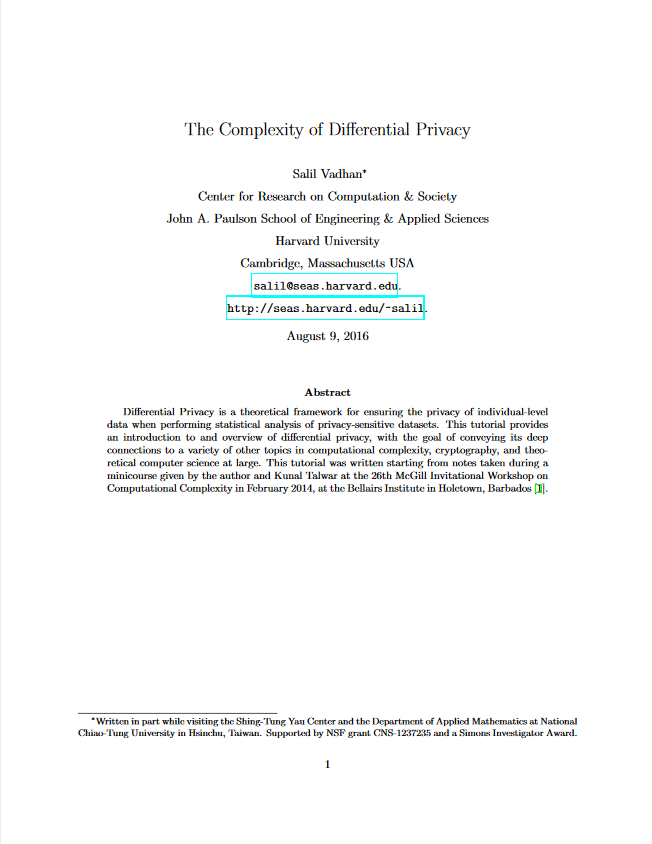 The Complexity of Differential Privacy
Salil Vadhan*
Center for Research on Computation & Society
John A. Paulson School of Engineering & Applied Sciences
Harvard University
Cambridge, Massachusetts USA
salil@seas.harvard.edu.
http://seas.harvard.edu/~salil.
August 9, 2016
Abstract
Differential Privacy is a theoretical framework for ensuring the privacy of individual-level
data when performing statistical analysis of privacy-sensitive datasets. This tutorial provides
an introduction to and overview of differential privacy, with the goal of conveying its deep
connections to a variety of other topics in computational complexity, cryptography, and theo-
retical computer science at large. This tutorial was written starting from notes taken during a
minicourse given by the author and Kunal Talwar at the 26th McGill Invitational Workshop on
Computational Complexity in February 2014, at the Bellairs Institute in Holetown, Barbados [1].
*Written in part while visiting the Shing-Tung Yau Center and the Department of Applied Mathematics at National
Chiao-Tung University in Hsinchu, Taiwan. Supported by NSF grant CNS-1237235 and a Simons Investigator Award.
1